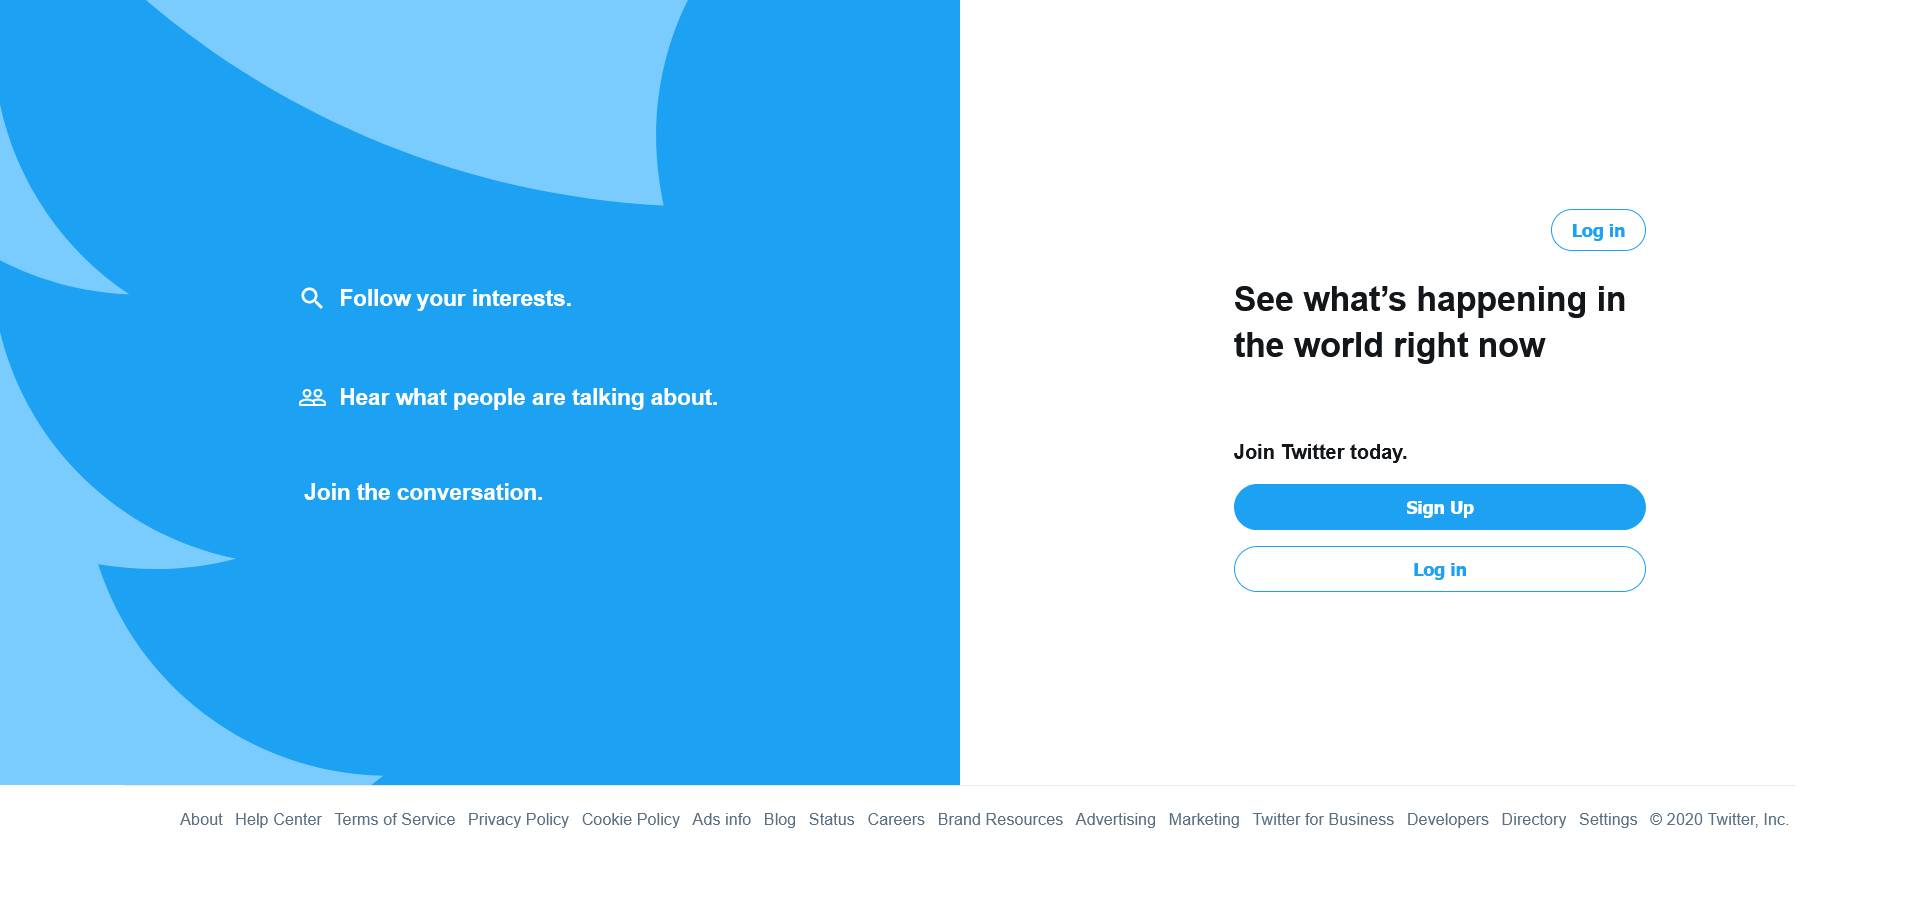 Follow your interests.
Hear what people are talking about.
Join the conversation.
Log in
See what’s happening in
the world right now
Join Twitter today.
Sign Up
Log in
About Help Center Terms of Service Privacy Policy Cookie Policy Ads info Blog Status Careers Brand Resources Advertising Marketing Twitter for Business Developers Directory Settings © 2020 Twitter, Inc.